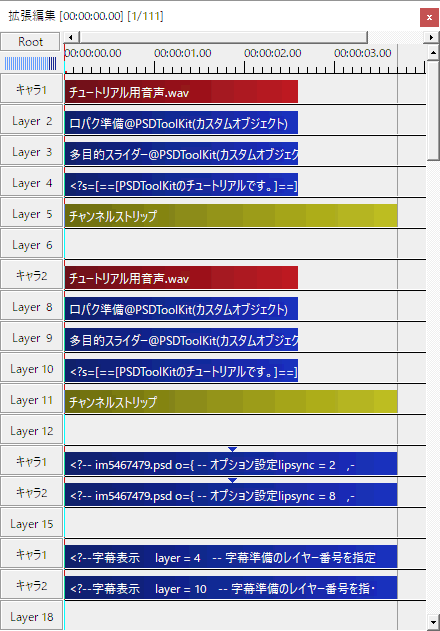 拡張編集 [00:00:00.00] [1/111]
Root
00:00:00.00 00:00:01.00 00:00:02.00 00:00:03.00
キャラ1 チュートリアル用音声.wav
Layer 2 口パク準備@PSDToolKit(カスタムオブジェクト)
Layer 3 多目的スライダー@PSDToolKit(カスタムオブジェク
Layer 4 <?s=[==[PSDToolKitのチュートリアルです。]==]
Layer 5 チャンネルストリップ
Layer 6
キャラ2 チュートリアル用音声.wav
Layer 8 口パク準備@PSDToolKit(カスタムオブジェクト)
Layer 9 多目的スライダー@PSDToolKit(カスタムオブジェク
Layer 10 <?s=[==[PSDToolKitのチュートリアルです。]==]
Layer 11 チャンネルストリップ
Layer 12
キャラ1 <?-- im5467479.psd o={ -- オプション設定lipsync = 2 ,-
キャラ2 <?-- im5467479.psd o={ -- オプション設定lipsync = 8 ,-
Layer 15
キャラ1 <?--字幕表示 layer = 4 -- 字幕準備のレイヤー番号を指定
キャラ2 <?--字幕表示 layer = 10 -- 字幕準備のレイヤー番号を指・
Layer 18